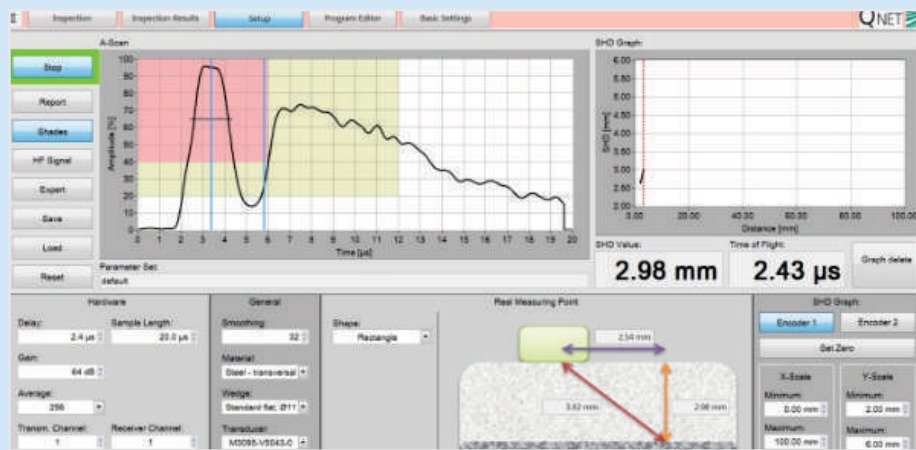 Inspection Inspection Results Setup Program Editor Basic Settings QNET
A-Scan
SHD Graph:
Stop
Report
Shades
HF Signal
Expert
Save
Load
Reset
Amplitude [%]
100
90
80
70
60
50
40
30
20
10
0
0 1 2 3 4 5 6 7 8 9 10 11 12 13 14 15 16 17 18 19 20
Time [µs]
Parameter Set:
default
SHD [mm]
6.00
5.50
5.00
4.50
4.00
3.50
3.00
2.50
2.00
0.00 20.00 40.00 60.00 80.00 100.00
Distance [mm]
SHD Value: Time of Flight:
2.98 mm 2.43 µs Graph delete
Hardware
Delay: Sample Length:
2.4 µs 20.0 µs
Gain:
64 dB
Average:
256
Transm. Channel: Receiver Channel:
1 1
General
Smoothing:
32
Material:
Steel - transversal
Wedge:
Standard flat, Ø11
Transducer:
Real Measuring Point
Shape:
Rectangle
2.54 mm
2.98 mm
SHD Graph:
Encoder 1 Encoder 2
Set Zero
X-Scale Y-Scale
Minimum: Minimum:
0.00 mm 2.00 mm
Maximum: Maximum:
100.00 mm 6.00 mm